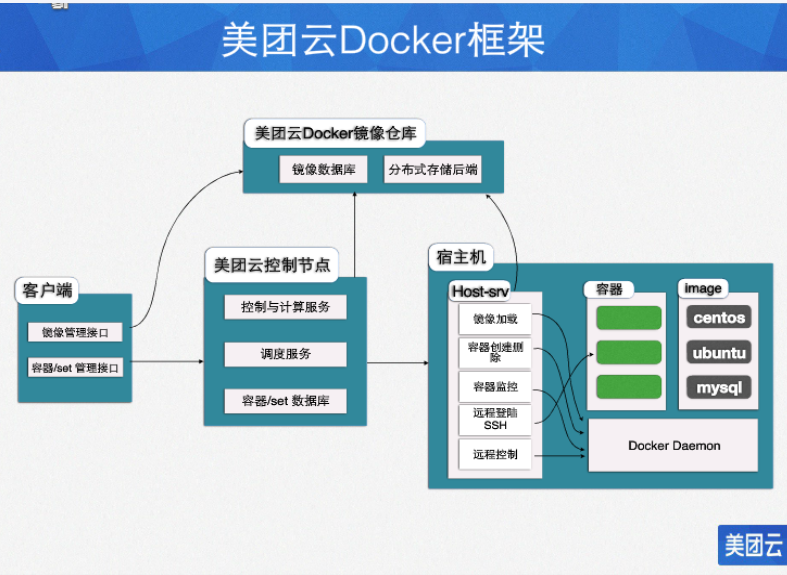 美团云Docker框架
美团云Docker镜像仓库
镜像数据库
分布式存储后端
客户端
镜像管理接口
容器/set 管理接口
美团云控制节点
控制与计算服务
调度服务
容器/set 数据库
宿主机
Host-srv
镜像加载
容器创建删
除
容器监控
远程登陆
SSH
远程控制
容器
image
centos
ubuntu
mysql
Docker Daemon
美团云